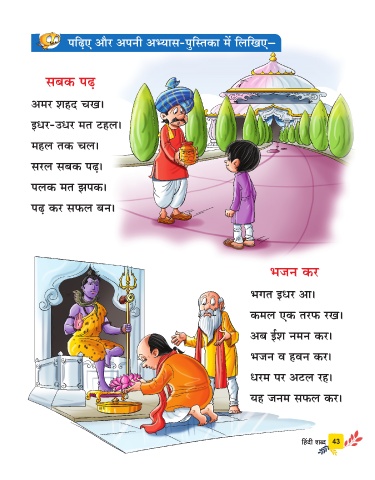 पढ़िए और अपनी अभ्यास-पुस्तिका में लिखिए–
सबक पढ़
अमर शहद चख।
इधर-उधर मत टहल।
महल तक चल।
सरल सबक पढ़।
पलक मत झपक।
पढ़ कर सफल बन।
भजन कर
भगत इधर आ।
कमल एक तरफ रख।
अब ईश नमन कर।
भजन व हवन कर।
धरम पर अटल रह।
यह जनम सफल कर।
हिंदी शब्द 43